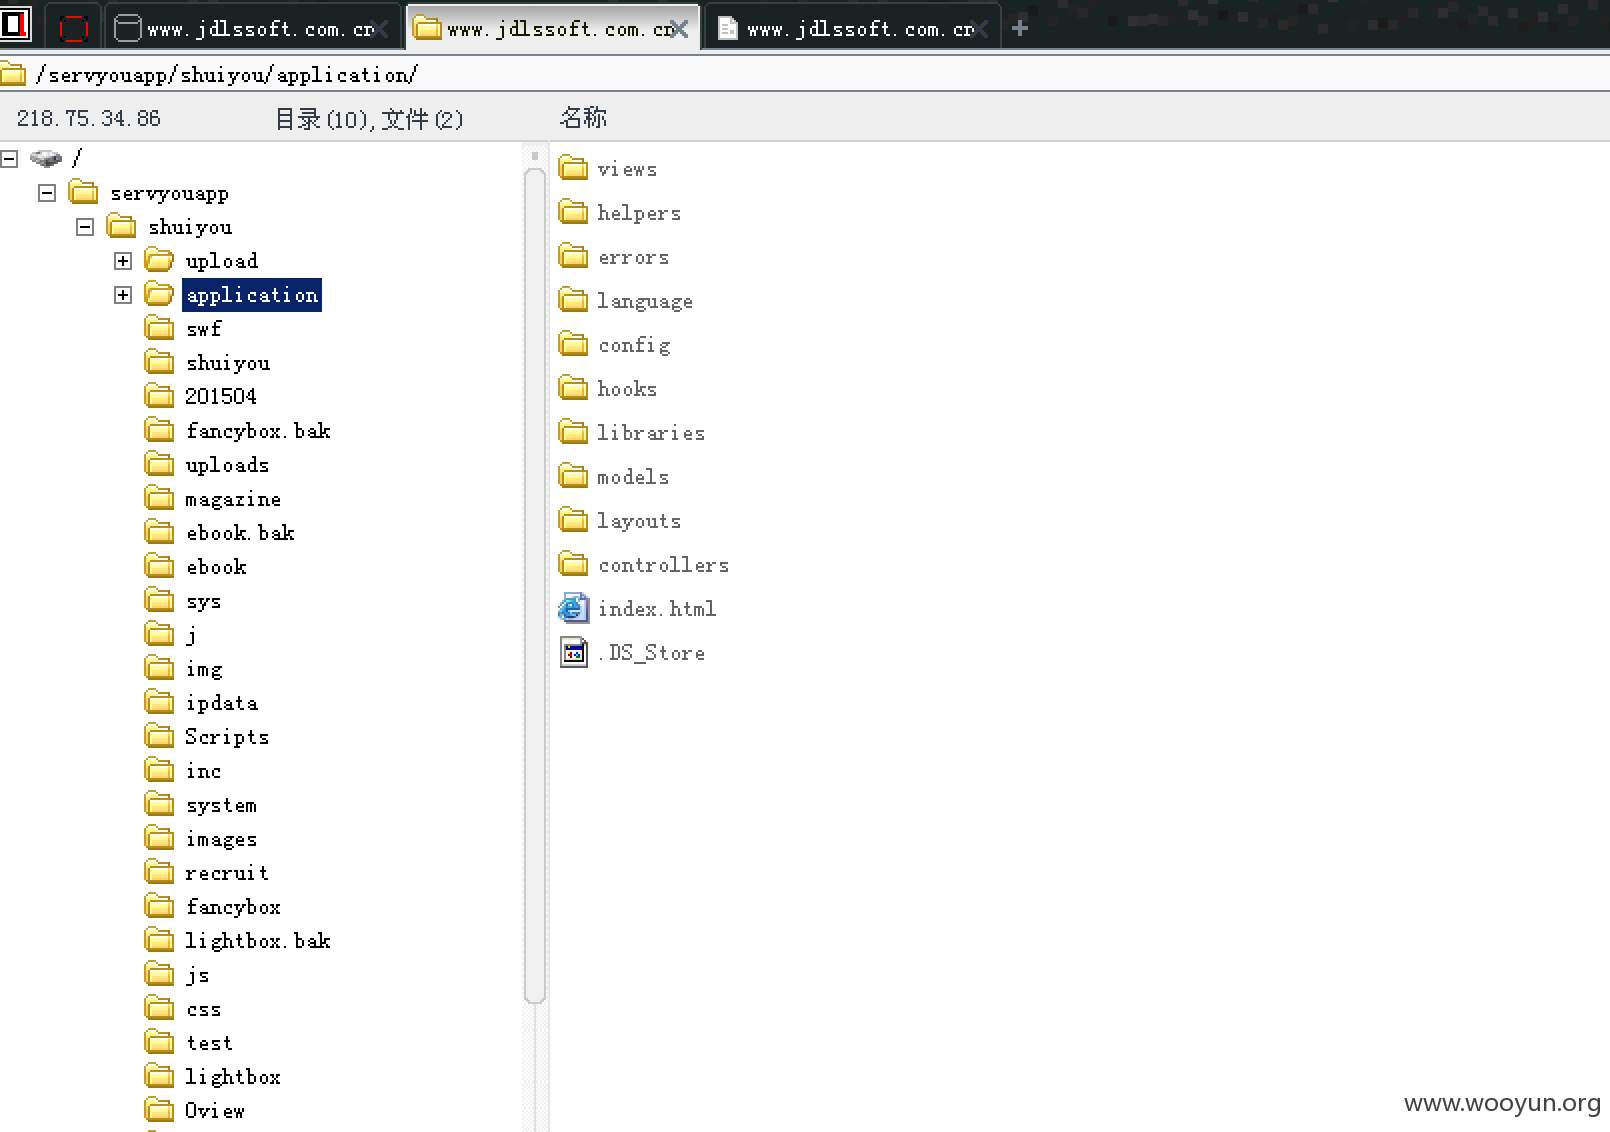 www.jdlssoft.com.cn www.jdlssoft.com.cn www.jdlssoft.com.cn
/servyouapp/shuiyou/application/
218.75.34.86 目录(10),文件(2) 名称
/
servyouapp
shuiyou
upload
application
swf
shuiyou
201504
fancybox.bak
uploads
magazine
ebook.bak
ebook
sys
j
img
ipdata
Scripts
inc
system
images
recruit
fancybox
lightbox.bak
js
css
test
lightbox
Oview
views
helpers
errors
language
config
hooks
libraries
models
layouts
controllers
index.html
.DS_Store
www.wooyun.org